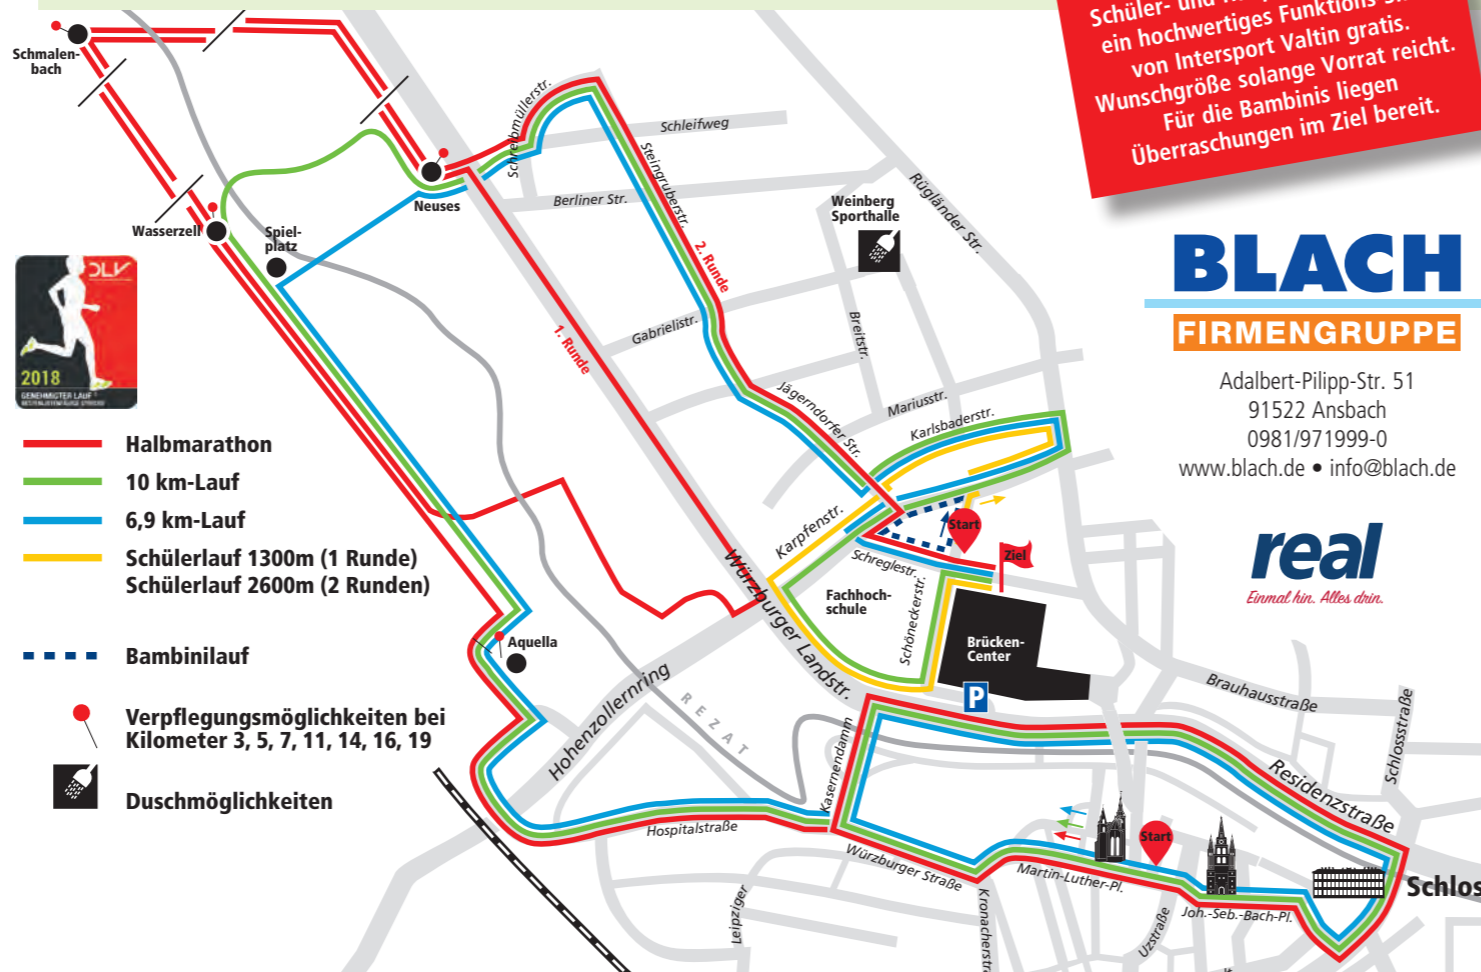 Schüler- und
ein hochwertiges Funktions-
von Intersport Valtin gratis.
Wunschgröße solange Vorrat reicht.
Für die Bambinis liegen
Überraschungen im Ziel bereit.
Schmalen-
bach
Schreibmüllerstr.
Schleifweg
Steingruberstr.
Neuses
Berliner Str.
Weinberg
Sporthalle
Rügländer Str.
Wasserzell
Spiel-
platz
2. Runde
1. Runde
Gabrielistr.
Breitstr.
BLACH
FIRMENGRUPPE
Adalbert-Pilipp-Str. 51
91522 Ansbach
0981/971999-0
www.blach.de • info@blach.de
DLV
2018
GENEHMIGTER LAUF
Jägerndorfer Str.
Mariusstr.
Karlsbaderstr.
Halbmarathon
10 km-Lauf
6,9 km-Lauf
Schülerlauf 1300m (1 Runde)
Schülerlauf 2600m (2 Runden)
Bambinilauf
Verpflegungsmöglichkeiten bei
Kilometer 3, 5, 7, 11, 14, 16, 19
Duschmöglichkeiten
Karpfenstr.
Start
Ziel
Schreglestr.
Fachhoch-
schule
Schöneckerstr.
Brücken-
Center
real
Einmal hin. Alles drin.
Würzburger Landstr.
Aquella
Hohenzollernring
REZAT
P
Brauhausstraße
Schlossstraße
Residenzstraße
Kasernendamm
Hospitalstraße
Würzburger Straße
Start
Martin-Luther-Pl.
Joh.-Seb.-Bach-Pl.
Schlos
Leipziger
Kronacherstr
Uzstraße